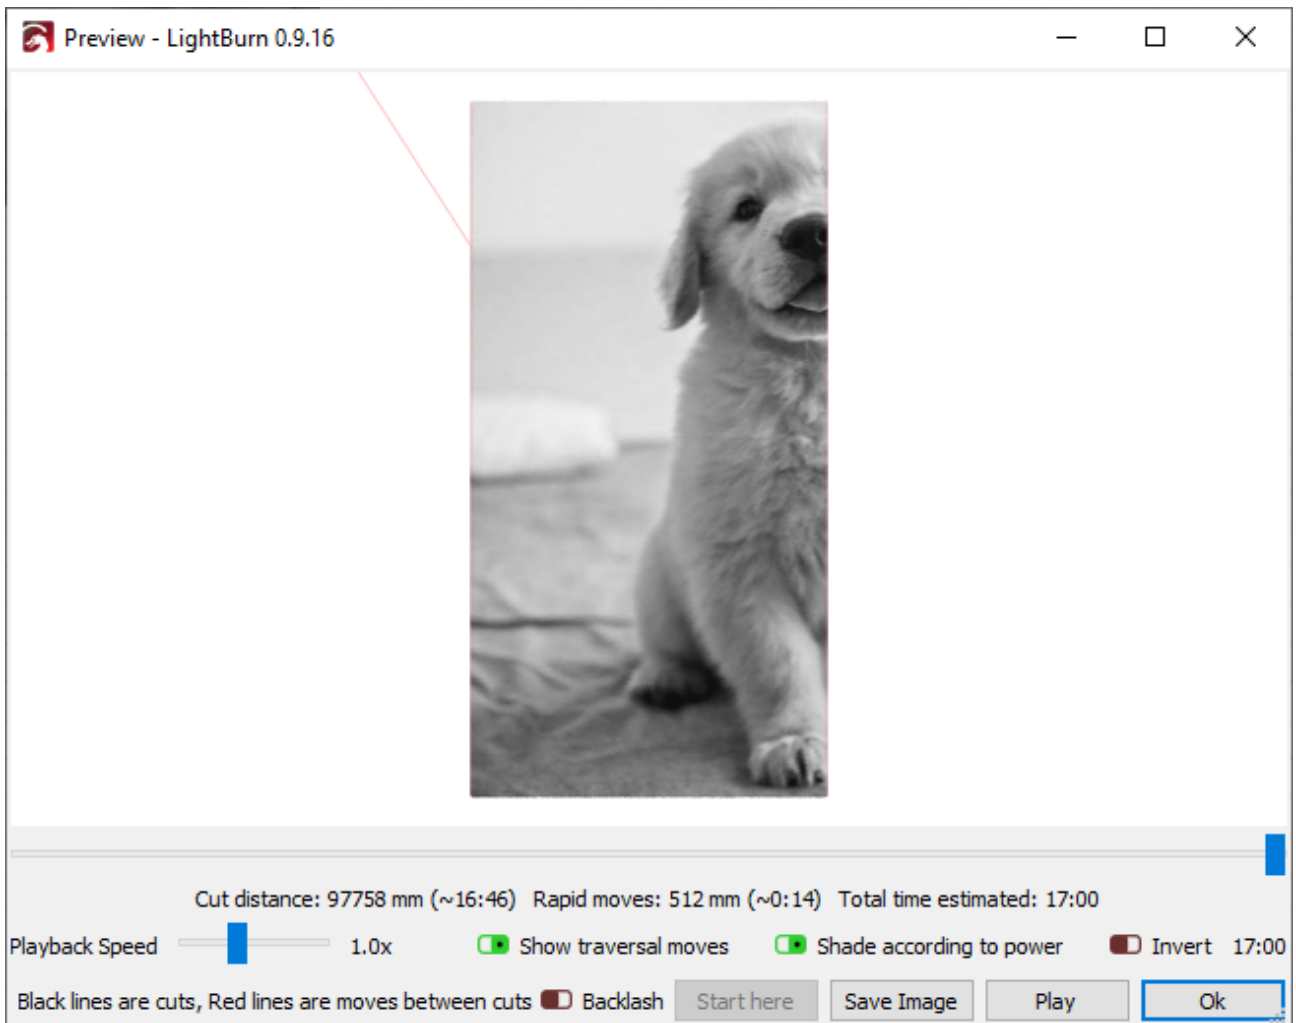 Preview - LightBurn 0.9.16
Cut distance: 97758 mm (~16:46) Rapid moves: 512 mm (~0:14) Total time estimated: 17:00
Playback Speed 1.0x Show traversal moves Shade according to power Invert 17:00
Black lines are cuts, Red lines are moves between cuts Backlash Start here Save Image Play Ok